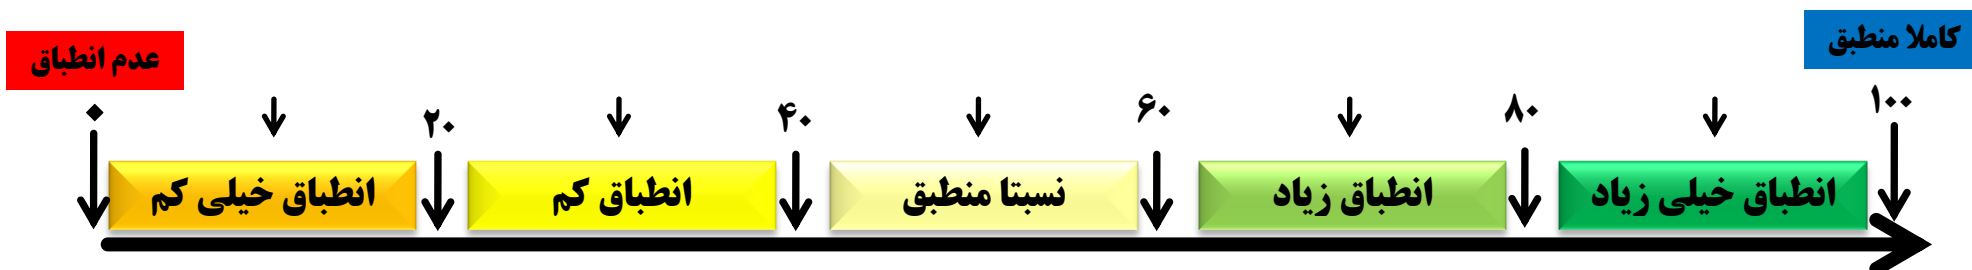 کاملا منطبق
عدم انطباق
۰ ۲۰ ۴۰ ۶۰ ۸۰ ۱۰۰
انطباق خیلی کم
انطباق کم
نسبتا منطبق
انطباق زیاد
انطباق خیلی زیاد